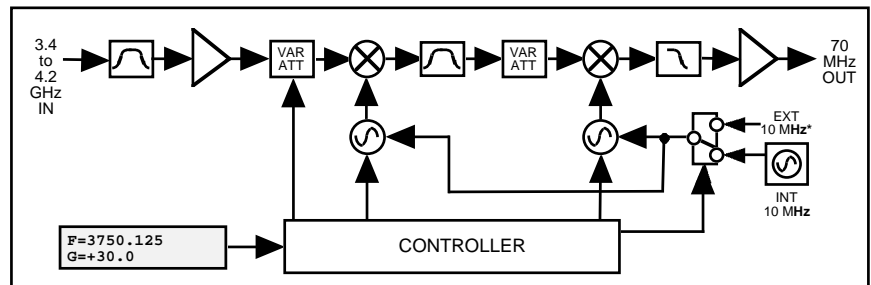 3.4
to
4.2
GHz
IN
VAR
ATT
VAR
ATT
70
MHz
OUT
EXT
10 MHz*
INT
10 MHz
F=3750.125
G=+30.0
CONTROLLER